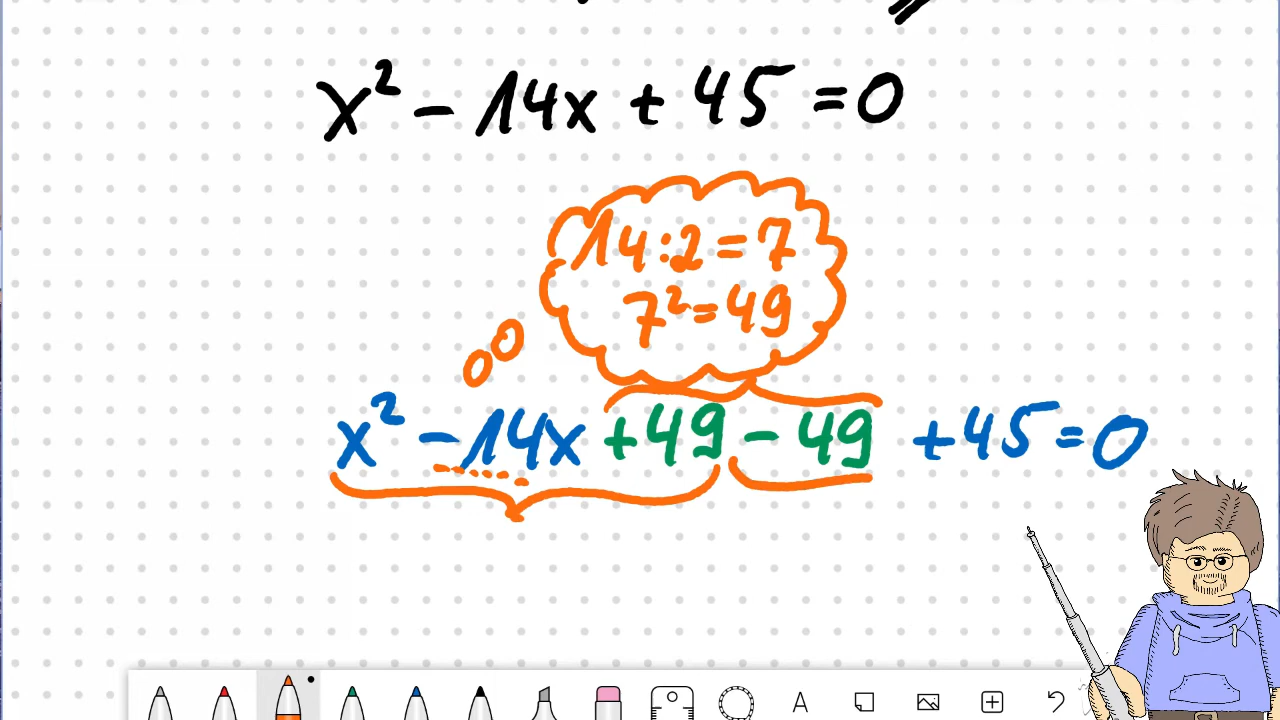 x² - 14x + 45 = 0
14:2=7
7²=49
x² - 14x +49 - 49 +45=0
A